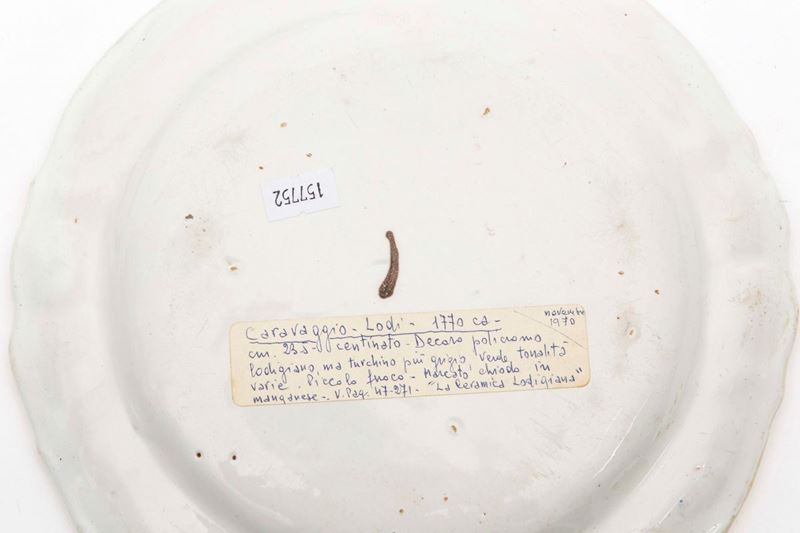 157752
novembre
1970
Caravaggio - Lodi - 1770 ca -
cm. 23,5 centinato - Decoro policromo
lodigiano, ma turchino più grigio, verde, tonalità
varie. Piccolo fuoco - Marcato, chiodo in
manganese - V. Pag. 47-271 - "La Ceramica Lodigiana"